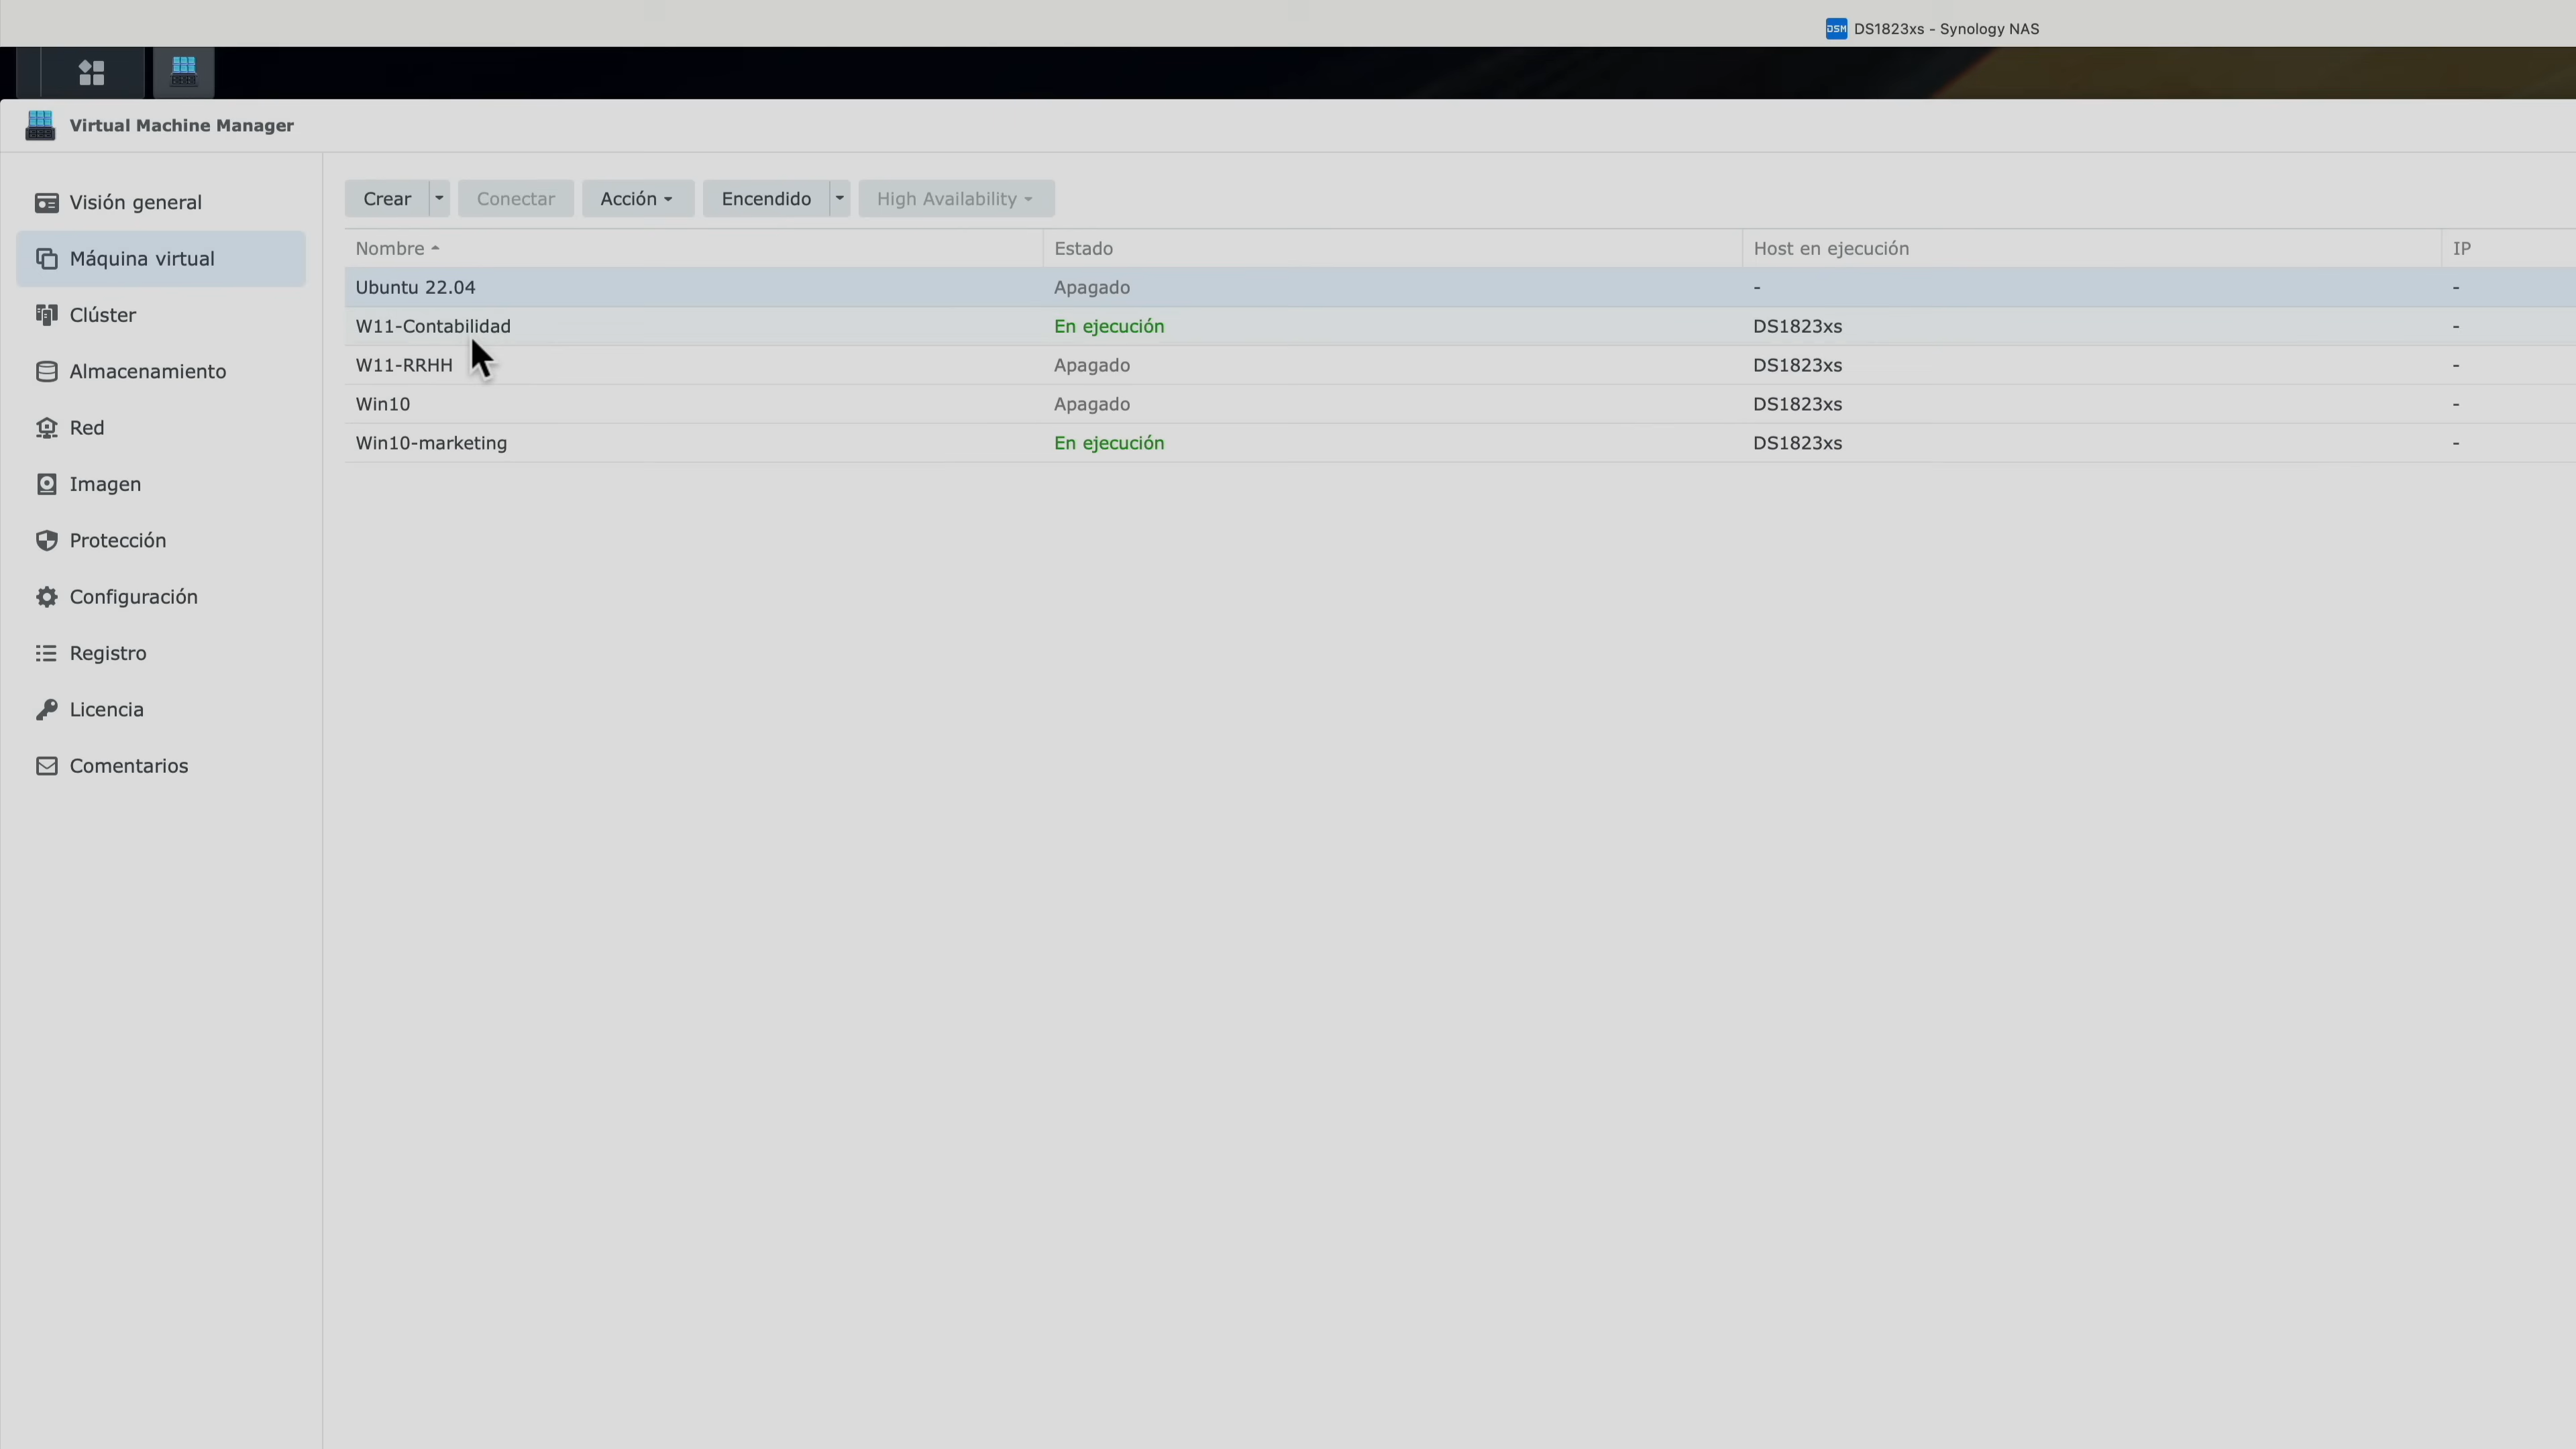 DSM DS1823xs - Synology NAS
Virtual Machine Manager
Visión general
Máquina virtual
Clúster
Almacenamiento
Red
Imagen
Protección
Configuración
Registro
Licencia
Comentarios
Crear Conectar Acción Encendido High Availability
Nombre Estado Host en ejecución IP
Ubuntu 22.04 Apagado - -
W11-Contabilidad En ejecución DS1823xs -
W11-RRHH Apagado DS1823xs -
Win10 Apagado DS1823xs -
Win10-marketing En ejecución DS1823xs -